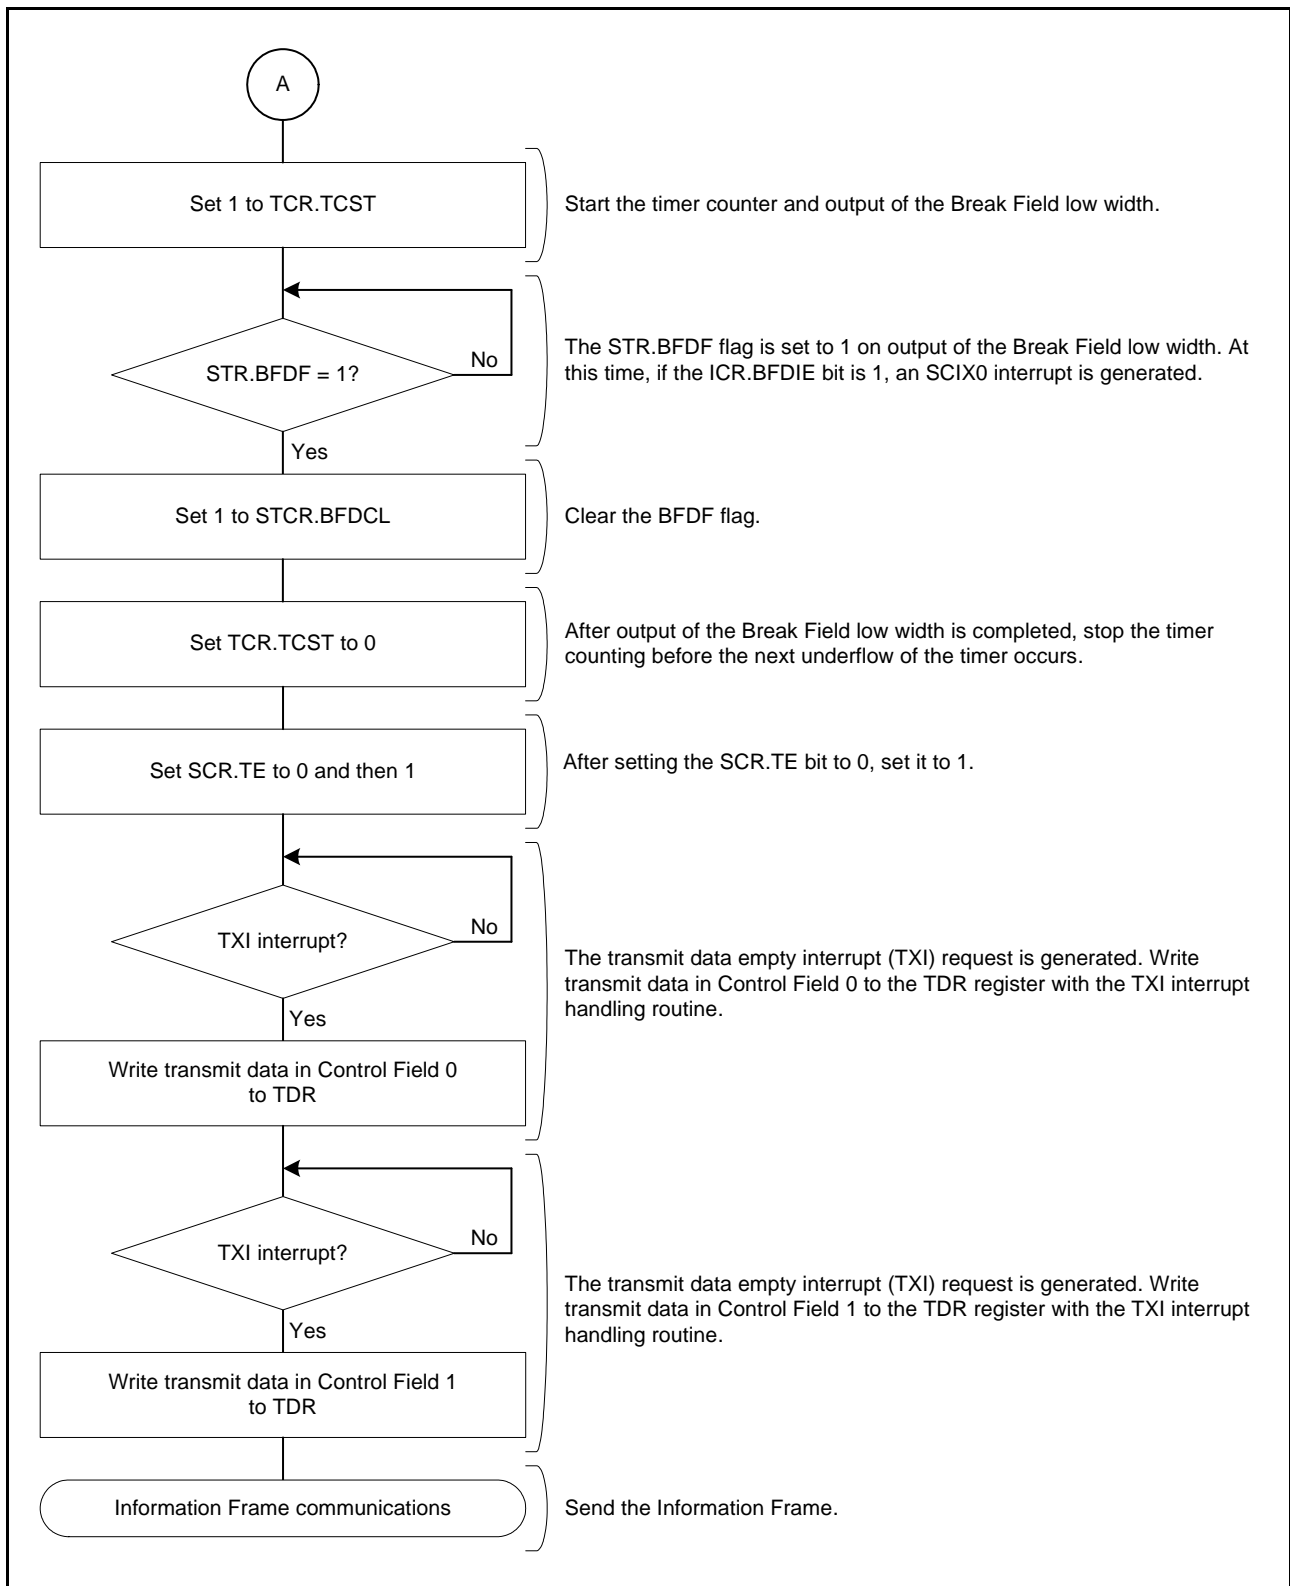 A
Set 1 to TCR.TCST
Start the timer counter and output of the Break Field low width.
STR.BFDF = 1?
No
The STR.BFDF flag is set to 1 on output of the Break Field low width. At
this time, if the ICR.BFDIE bit is 1, an SCIX0 interrupt is generated.
Yes
Set 1 to STCR.BFDCL
Clear the BFDF flag.
Set TCR.TCST to 0
After output of the Break Field low width is completed, stop the timer
counting before the next underflow of the timer occurs.
Set SCR.TE to 0 and then 1
After setting the SCR.TE bit to 0, set it to 1.
TXI interrupt?
No
Yes
The transmit data empty interrupt (TXI) request is generated. Write
transmit data in Control Field 0 to the TDR register with the TXI interrupt
handling routine.
Write transmit data in Control Field 0
to TDR
TXI interrupt?
No
Yes
The transmit data empty interrupt (TXI) request is generated. Write
transmit data in Control Field 1 to the TDR register with the TXI interrupt
handling routine.
Write transmit data in Control Field 1
to TDR
Information Frame communications
Send the Information Frame.